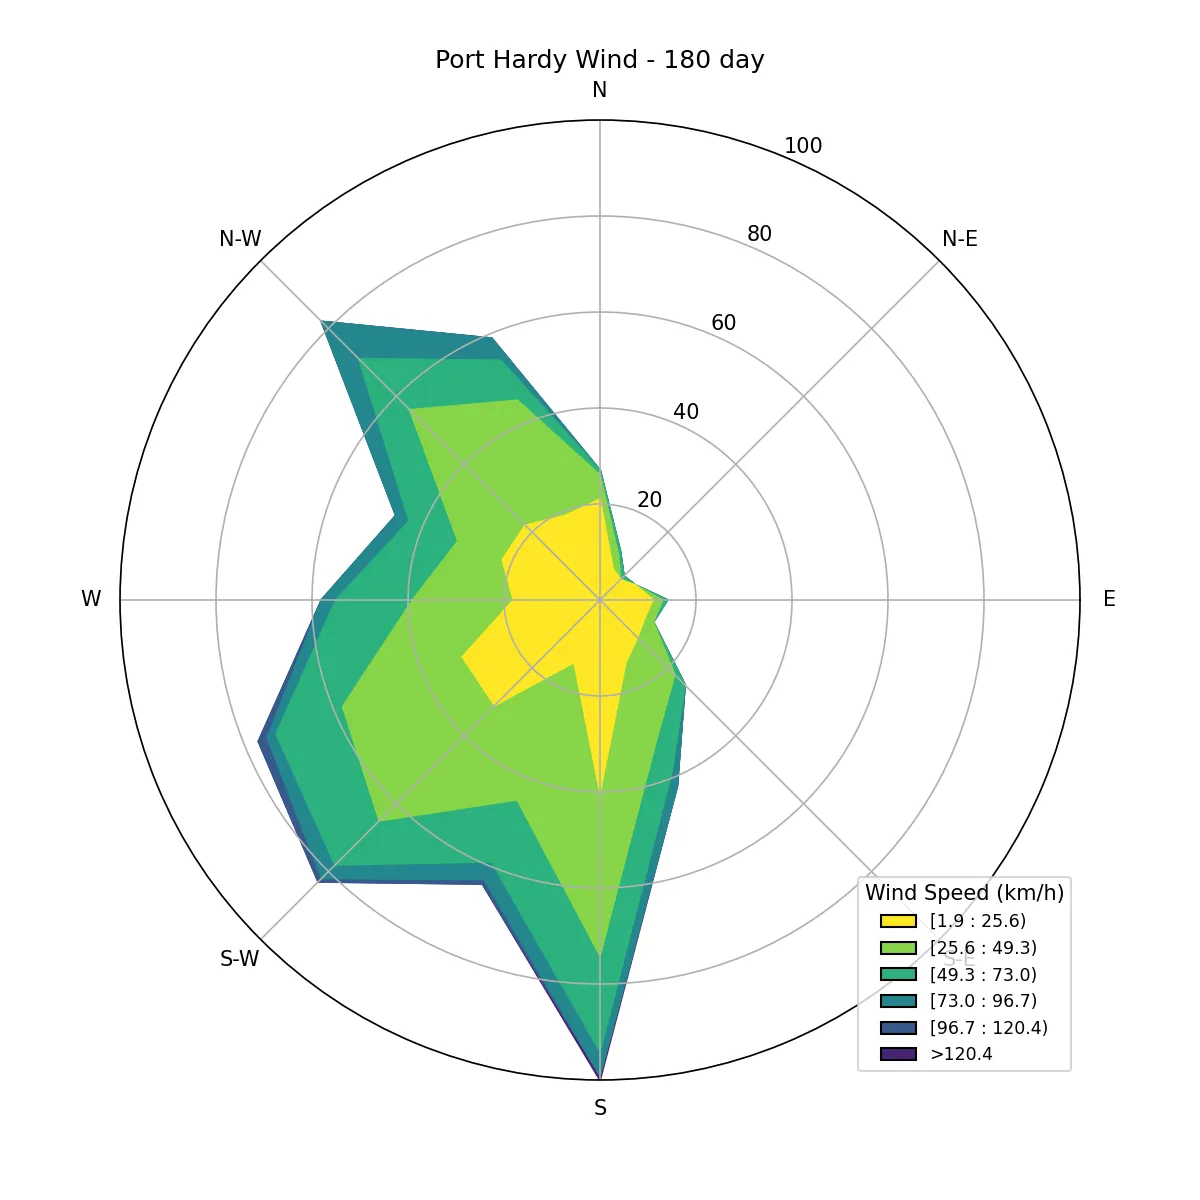 Port Hardy Wind - 180 day
N
100
N-W
80
N-E
60
40
20
W
E
Wind Speed (km/h)
[1.9 : 25.6)
[25.6 : 49.3)
S-W
S-E
[49.3 : 73.0)
[73.0 : 96.7)
[96.7 : 120.4)
>120.4
S